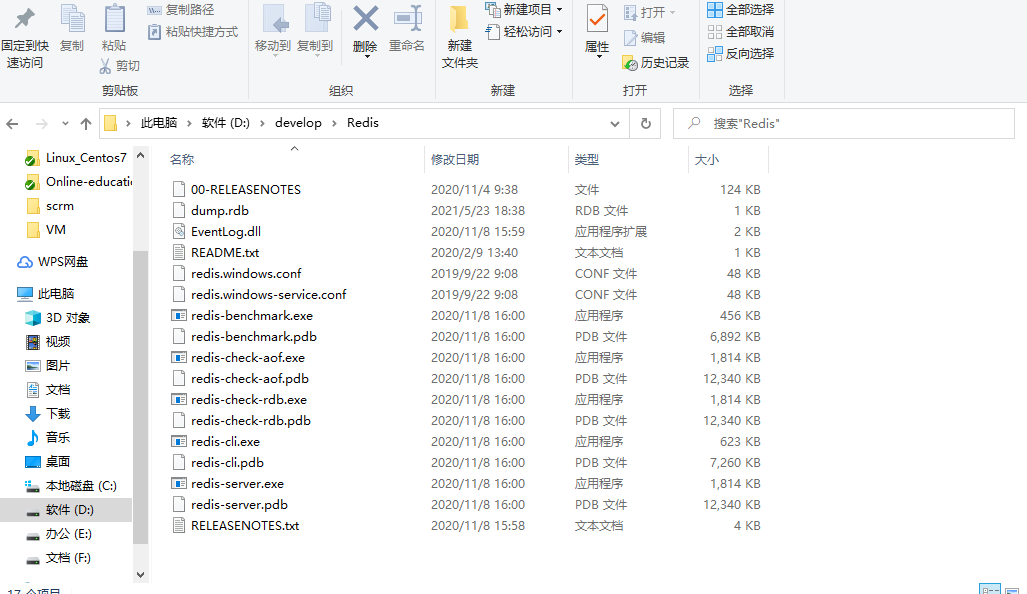 固定到快速访问
复制
粘贴
复制路径
粘贴快捷方式
剪切
剪贴板
移动到
复制到
删除
重命名
组织
新建文件夹
新建项目
轻松访问
新建
属性
打开
编辑
历史记录
打开
全部选择
全部取消
反向选择
选择
此电脑 软件 (D:) develop Redis
搜索"Redis"
Linux_Centos7
Online-educati
scrm
VM
WPS网盘
此电脑
3D 对象
视频
图片
文档
下载
音乐
桌面
本地磁盘 (C:)
软件 (D:)
办公 (E:)
文档 (F:)
名称 修改日期 类型 大小
00-RELEASENOTES 2020/11/4 9:38 文件 124 KB
dump.rdb 2021/5/23 18:38 RDB 文件 1 KB
EventLog.dll 2020/11/8 15:59 应用程序扩展 2 KB
README.txt 2020/2/9 13:40 文本文档 1 KB
redis.windows.conf 2019/9/22 9:08 CONF 文件 48 KB
redis.windows-service.conf 2019/9/22 9:08 CONF 文件 48 KB
redis-benchmark.exe 2020/11/8 16:00 应用程序 456 KB
redis-benchmark.pdb 2020/11/8 16:00 PDB 文件 6,892 KB
redis-check-aof.exe 2020/11/8 16:00 应用程序 1,814 KB
redis-check-aof.pdb 2020/11/8 16:00 PDB 文件 12,340 KB
redis-check-rdb.exe 2020/11/8 16:00 应用程序 1,814 KB
redis-check-rdb.pdb 2020/11/8 16:00 PDB 文件 12,340 KB
redis-cli.exe 2020/11/8 16:00 应用程序 623 KB
redis-cli.pdb 2020/11/8 16:00 PDB 文件 7,260 KB
redis-server.exe 2020/11/8 16:00 应用程序 1,814 KB
redis-server.pdb 2020/11/8 16:00 PDB 文件 12,340 KB
RELEASENOTES.txt 2020/11/8 15:58 文本文档 4 KB
17 个项目